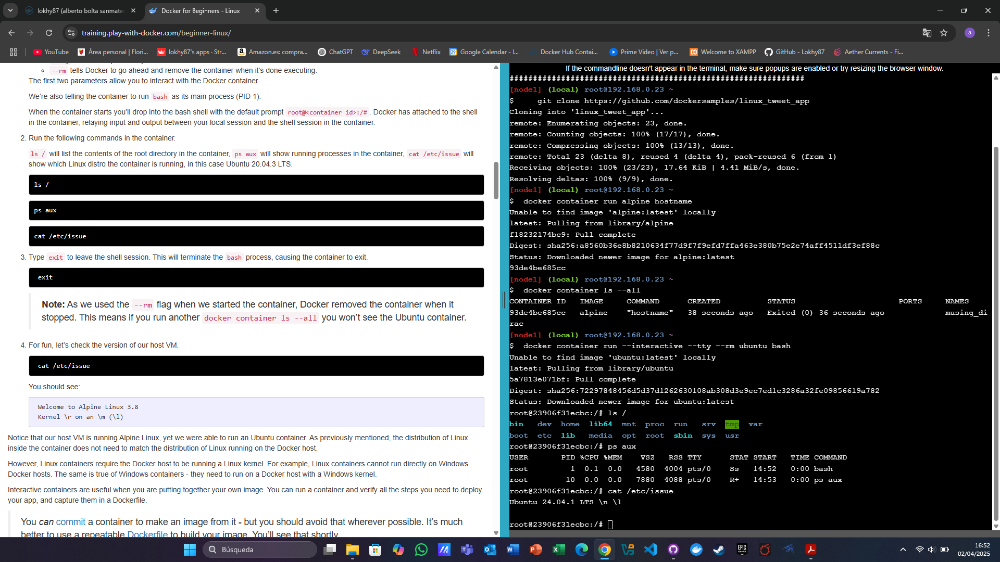 lokhy87 (alberto bolta sanmate
Docker for Beginners - Linux
training.play-with-docker.com/beginner-linux/
a
YouTube
Área personal | Flori...
lokhy87's apps · Str...
Amazon.es: compra...
ChatGPT
DeepSeek
Netflix
Google Calendar - I...
Docker Hub Contai...
Prime Video | Ver p...
Welcome to XAMPP
GitHub - Lokhy87
Aether Currents - Fi...
--rm tells Docker to go ahead and remove the container when it's done executing.
The first two parameters allow you to interact with the Docker container.
We're also telling the container to run bash as its main process (PID 1).
When the container starts you'll drop into the bash shell with the default prompt root@<container id>:/#. Docker has attached to the shell
in the container, relaying input and output between your local session and the shell session in the container.
2. Run the following commands in the container.
ls / will list the contents of the root directory in the container, ps aux will show running processes in the container, cat /etc/issue will
show which Linux distro the container is running, in this case Ubuntu 20.04.3 LTS.
ls /
ps aux
cat /etc/issue
3. Type exit to leave the shell session. This will terminate the bash process, causing the container to exit.
exit
Note: As we used the --rm flag when we started the container, Docker removed the container when it
stopped. This means if you run another docker container ls --all you won't see the Ubuntu container.
4. For fun, let's check the version of our host VM.
cat /etc/issue
You should see:
Welcome to Alpine Linux 3.8
Kernel \r on an \m (\l)
Notice that our host VM is running Alpine Linux, yet we were able to run an Ubuntu container. As previously mentioned, the distribution of Linux
inside the container does not need to match the distribution of Linux running on the Docker host.
However, Linux containers require the Docker host to be running a Linux kernel. For example, Linux containers cannot run directly on Windows
Docker hosts. The same is true of Windows containers - they need to run on a Docker host with a Windows kernel.
Interactive containers are useful when you are putting together your own image. You can run a container and verify all the steps you need to deploy
your app, and capture them in a Dockerfile.
You can commit a container to make an image from it - but you should avoid that wherever possible. It's much
better to use a repeatable Dockerfile to build your image. You'll see that shortly.
If the commandline doesn't appear in the terminal, make sure popups are enabled or try resizing the browser window.
###############################################################
[node1] (local) root@192.168.0.23 ~
$     git clone https://github.com/dockersamples/linux_tweet_app
Cloning into 'linux_tweet_app'...
remote: Enumerating objects: 23, done.
remote: Counting objects: 100% (17/17), done.
remote: Compressing objects: 100% (13/13), done.
remote: Total 23 (delta 8), reused 4 (delta 4), pack-reused 6 (from 1)
Receiving objects: 100% (23/23), 17.64 KiB | 4.41 MiB/s, done.
Resolving deltas: 100% (9/9), done.
[node1] (local) root@192.168.0.23 ~
$  docker container run alpine hostname
Unable to find image 'alpine:latest' locally
latest: Pulling from library/alpine
f18232174bc9: Pull complete
Digest: sha256:a8560b36e8b8210634f77d9f7f9efd7ffa463e380b75e2e74aff4511df3ef88c
Status: Downloaded newer image for alpine:latest
93de4be685cc
[node1] (local) root@192.168.0.23 ~
$  docker container ls --all
CONTAINER ID   IMAGE     COMMAND      CREATED          STATUS                      PORTS     NAMES
93de4be685cc   alpine    "hostname"   38 seconds ago   Exited (0) 36 seconds ago             musing_di
rac
[node1] (local) root@192.168.0.23 ~
$  docker container run --interactive --tty --rm ubuntu bash
Unable to find image 'ubuntu:latest' locally
latest: Pulling from library/ubuntu
5a7813e071bf: Pull complete
Digest: sha256:72297848456d5d37d1262630108ab308d3e9ec7ed1c3286a32fe09856619a782
Status: Downloaded newer image for ubuntu:latest
root@23906f31ecbc:/# ls /
bin   dev  home  lib64  mnt  proc  run   srv  tmp  var
boot  etc  lib   media  opt  root  sbin  sys  usr
root@23906f31ecbc:/# ps aux
USER       PID %CPU %MEM    VSZ   RSS TTY      STAT START   TIME COMMAND
root         1  0.1  0.0   4580  4004 pts/0    Ss   14:52   0:00 bash
root        10  0.0  0.0   7880  4088 pts/0    R+   14:53   0:00 ps aux
root@23906f31ecbc:/# cat /etc/issue
Ubuntu 24.04.1 LTS \n \l
root@23906f31ecbc:/#
Búsqueda
16:52
02/04/2025